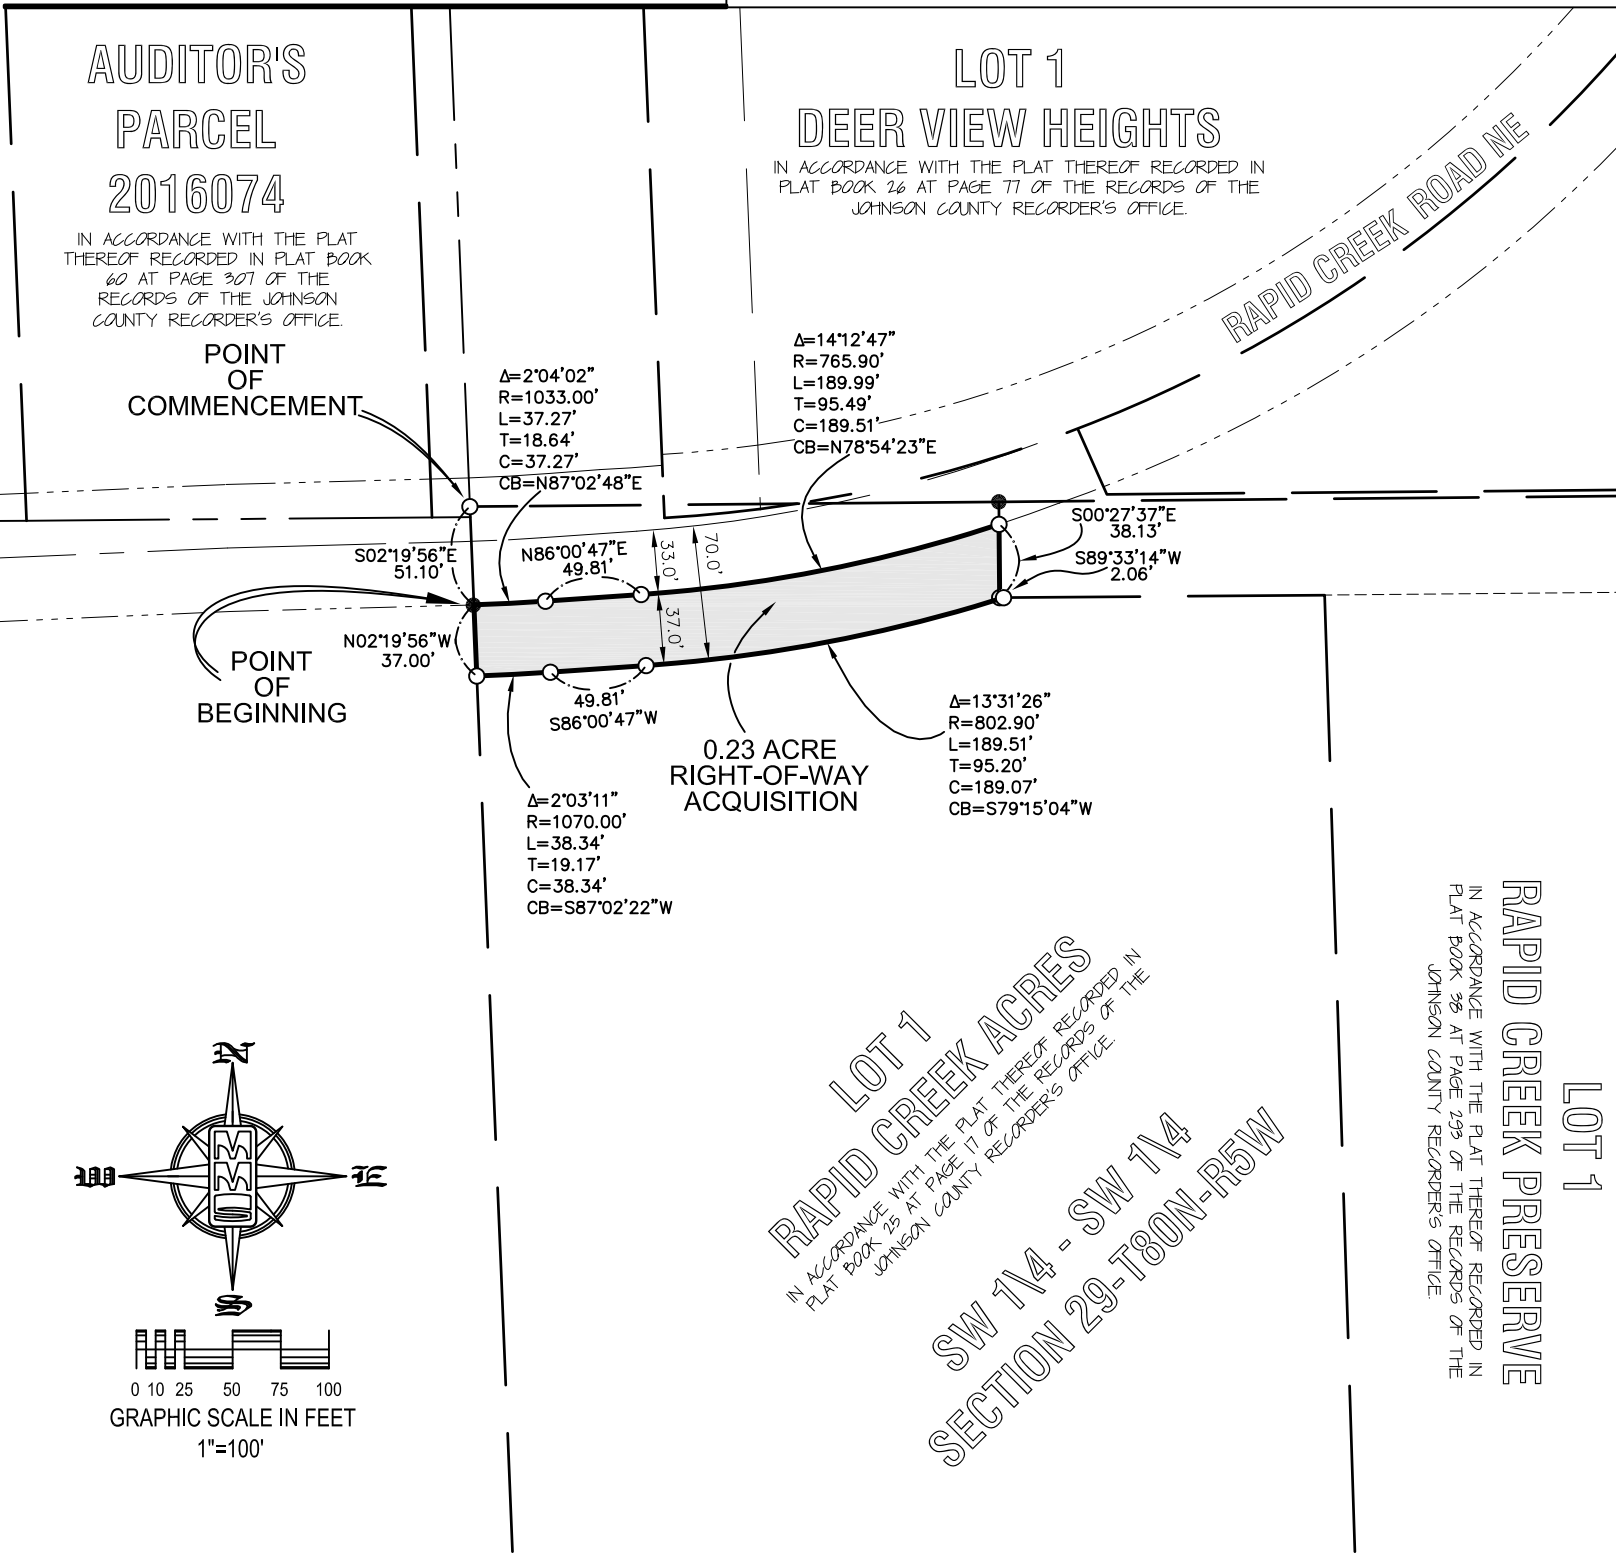 AUDITOR'S
PARCEL
2016074
IN ACCORDANCE WITH THE PLAT
THEREOF RECORDED IN PLAT BOOK
60 AT PAGE 307 OF THE
RECORDS OF THE JOHNSON
COUNTY RECORDER'S OFFICE.
LOT 1
DEER VIEW HEIGHTS
IN ACCORDANCE WITH THE PLAT THEREOF RECORDED IN
PLAT BOOK 26 AT PAGE 77 OF THE RECORDS OF THE
JOHNSON COUNTY RECORDER'S OFFICE.
RAPID CREEK ROAD NE
POINT
OF
COMMENCEMENT
Δ=2°04'02"
R=1033.00'
L=37.27'
T=18.64'
C=37.27'
CB=N87°02'48"E
Δ=14°12'47"
R=765.90'
L=189.99'
T=95.49'
C=189.51'
CB=N78°54'23"E
S02°19'56"E
51.10'
N86°00'47"E
49.81'
33.0'
70.0'
37.0'
S00°27'37"E
38.13'
S89°33'14"W
2.06'
N02°19'56"W
37.00'
POINT
OF
BEGINNING
49.81'
S86°00'47"W
0.23 ACRE
RIGHT-OF-WAY
ACQUISITION
Δ=13°31'26"
R=802.90'
L=189.51'
T=95.20'
C=189.07'
CB=S79°15'04"W
Δ=2°03'11"
R=1070.00'
L=38.34'
T=19.17'
C=38.34'
CB=S87°02'22"W
LOT 1
RAPID CREEK ACRES
IN ACCORDANCE WITH THE PLAT THEREOF RECORDED IN
PLAT BOOK 25 AT PAGE 17 OF THE RECORDS OF THE
JOHNSON COUNTY RECORDER'S OFFICE.
SW 1\4 - SW 1\4
SECTION 29-T80N-R5W
LOT 1
RAPID CREEK PRESERVE
IN ACCORDANCE WITH THE PLAT THEREOF RECORDED IN
PLAT BOOK 38 AT PAGE 293 OF THE RECORDS OF THE
JOHNSON COUNTY RECORDER'S OFFICE.
N
W
MMS
E
S
0 10 25 50 75 100
GRAPHIC SCALE IN FEET
1"=100'